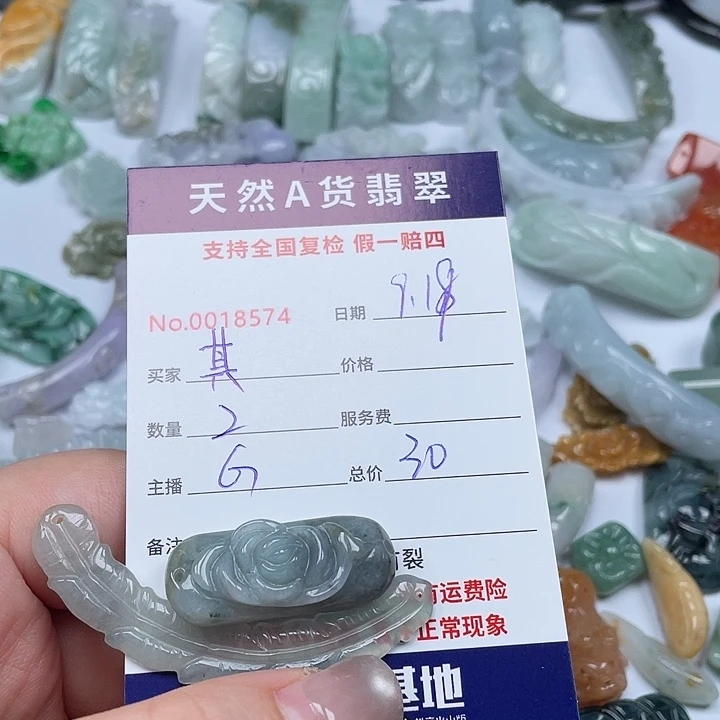 天然A货翡翠
支持全国复检 假一赔四
No.0018574 日期 9.18
买家 其 价格
数量 2 服务费
主播 G 总价 30
备注
裂
运费险
正常现象
基地